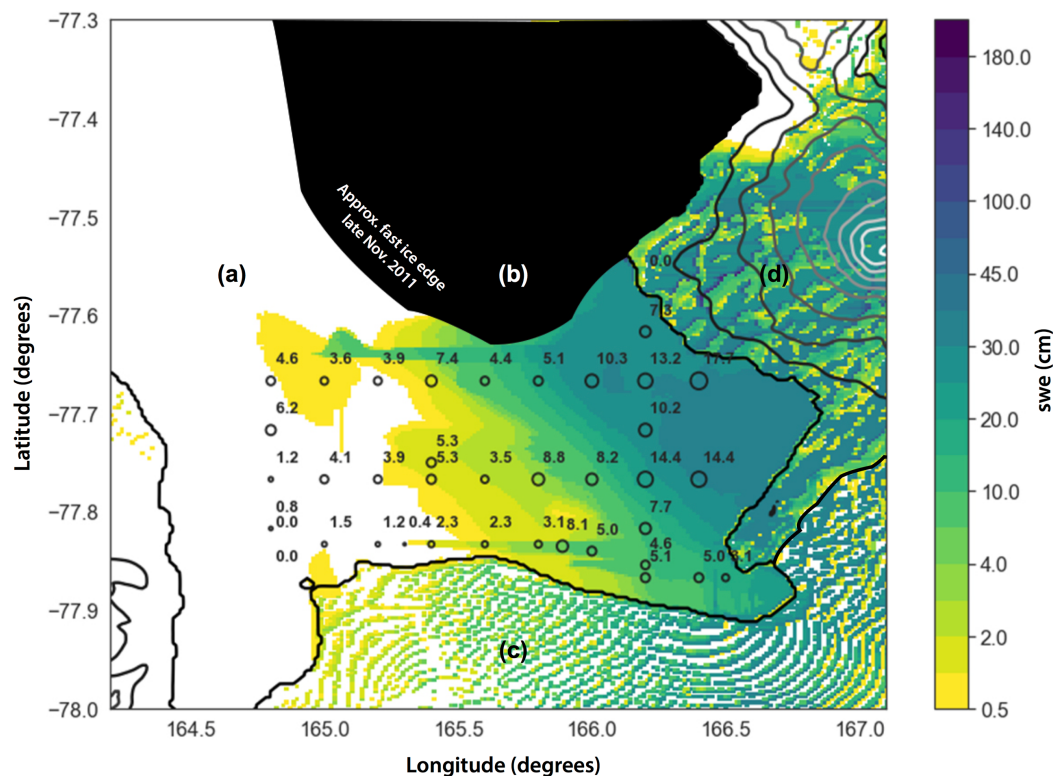 −77.3
−77.4
−77.5
−77.6
−77.7
−77.8
−77.9
−78.0
Latitude (degrees)
164.5 165.0 165.5 166.0 166.5 167.0
Longitude (degrees)
Approx. fast ice edge
late Nov. 2011
(a) (b) (d)
(c)
0.0
7.3
4.6 3.6 3.9 7.4 4.4 5.1 10.3 13.2
6.2 10.2
5.3
1.2 4.1 3.9 5.3 3.5 8.8 8.2 14.4 14.4
0.8 7.7
0.0 1.5 1.2 0.4 2.3 2.3 3.1 8.1 5.0
4.6
0.0 5.1 5.0
180.0
140.0
100.0
45.0
30.0
20.0
10.0
4.0
2.0
0.5
swe (cm)